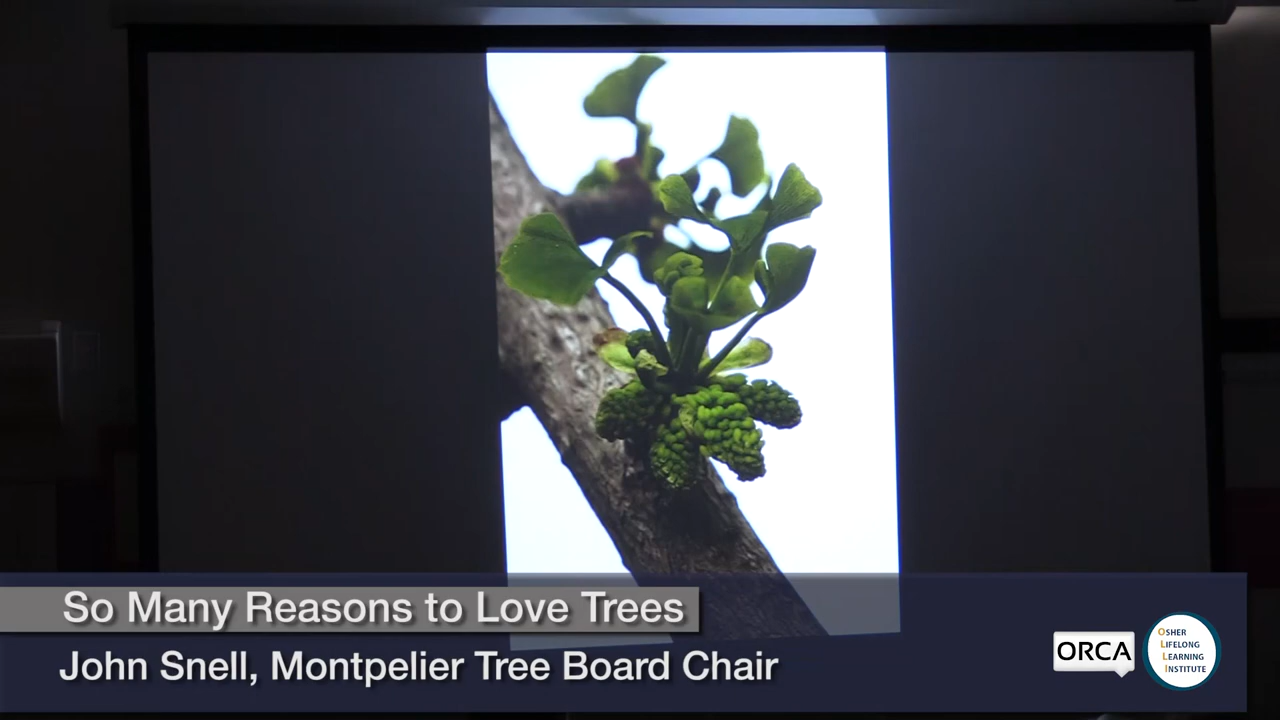 So Many Reasons to Love Trees
John Snell, Montpelier Tree Board Chair
ORCA
OSHER
LIFELONG
LEARNING
INSTITUTE